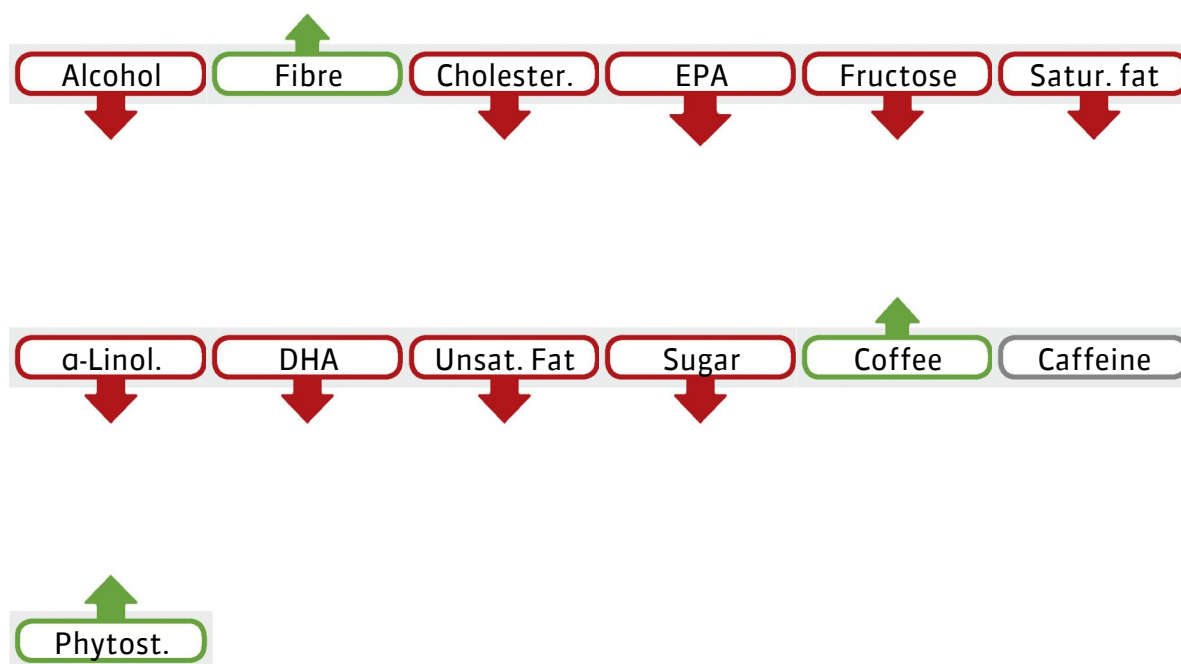 Alcohol Fibre Cholester. EPA Fructose Satur. fat
α-Linol. DHA Unsat. Fat Sugar Coffee Caffeine
Phytost.